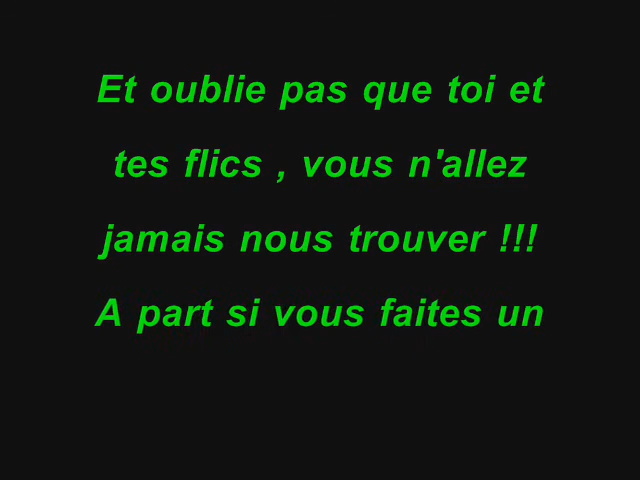 Et oublie pas que toi et
tes flics , vous n'allez
jamais nous trouver !!!
A part si vous faites un